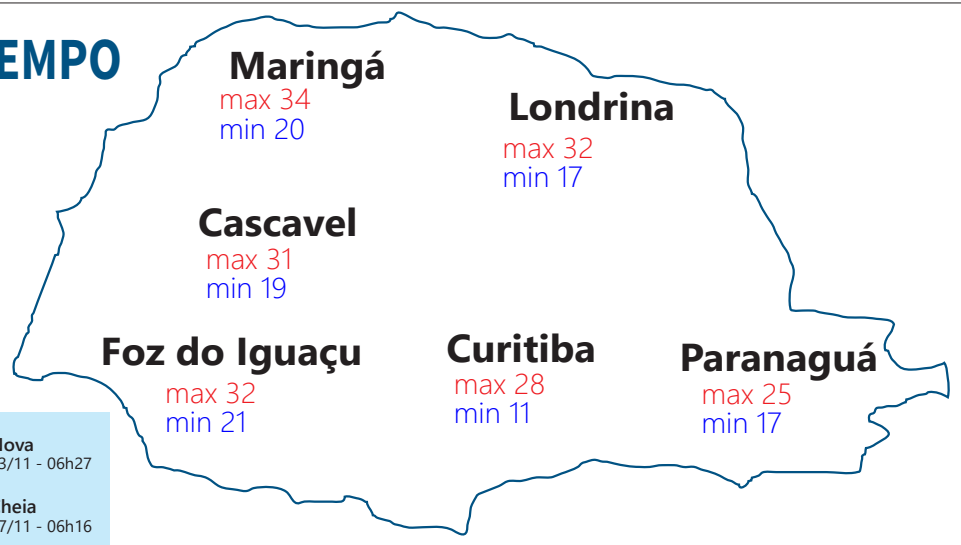 EMPO
Maringá
max 34
min 20
Londrina
max 32
min 17
Cascavel
max 31
min 19
Foz do Iguaçu
max 32
min 21
Curitiba
max 28
min 11
Paranaguá
max 25
min 17
ova
3/11 - 06h27
heia
7/11 - 06h16